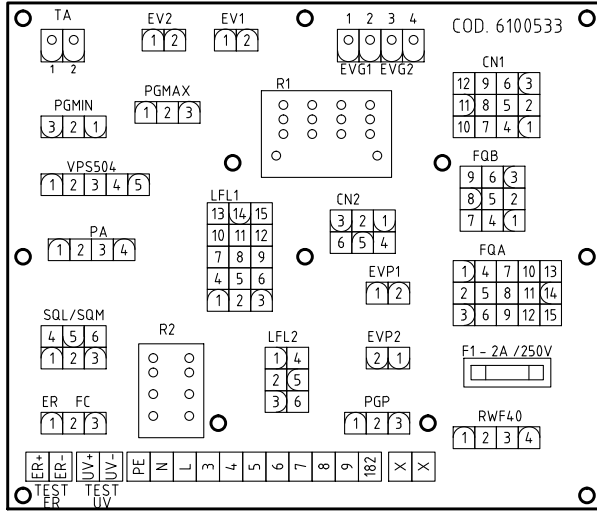 TA
EV2
EV1
1 2 3 4
COD. 6100533
1 2
1 2
1 2
EVG1 EVG2
CN1
12 9 6 3
11 8 5 2
10 7 4 1
PGMIN
3 2 1
PGMAX
1 2 3
R1
VPS504
1 2 3 4 5
FQB
9 6 3
8 5 2
7 4 1
LFL1
13 14 15
10 11 12
7 8 9
4 5 6
1 2 3
CN2
3 2 1
6 5 4
PA
1 2 3 4
FQA
1 4 7 10 13
2 5 8 11 14
3 6 9 12 15
EVP1
1 2
SQL/SQM
4 5 6
1 2 3
R2
LFL2
1 4
2 5
3 6
EVP2
2 1
F1 - 2A /250V
ER FC
1 2 3
PGP
1 2 3
RWF40
1 2 3 4
ER+ ER- UV+ UV- PE N L 3 4 5 6 7 8 9 182 X X
TEST ER
TEST UV